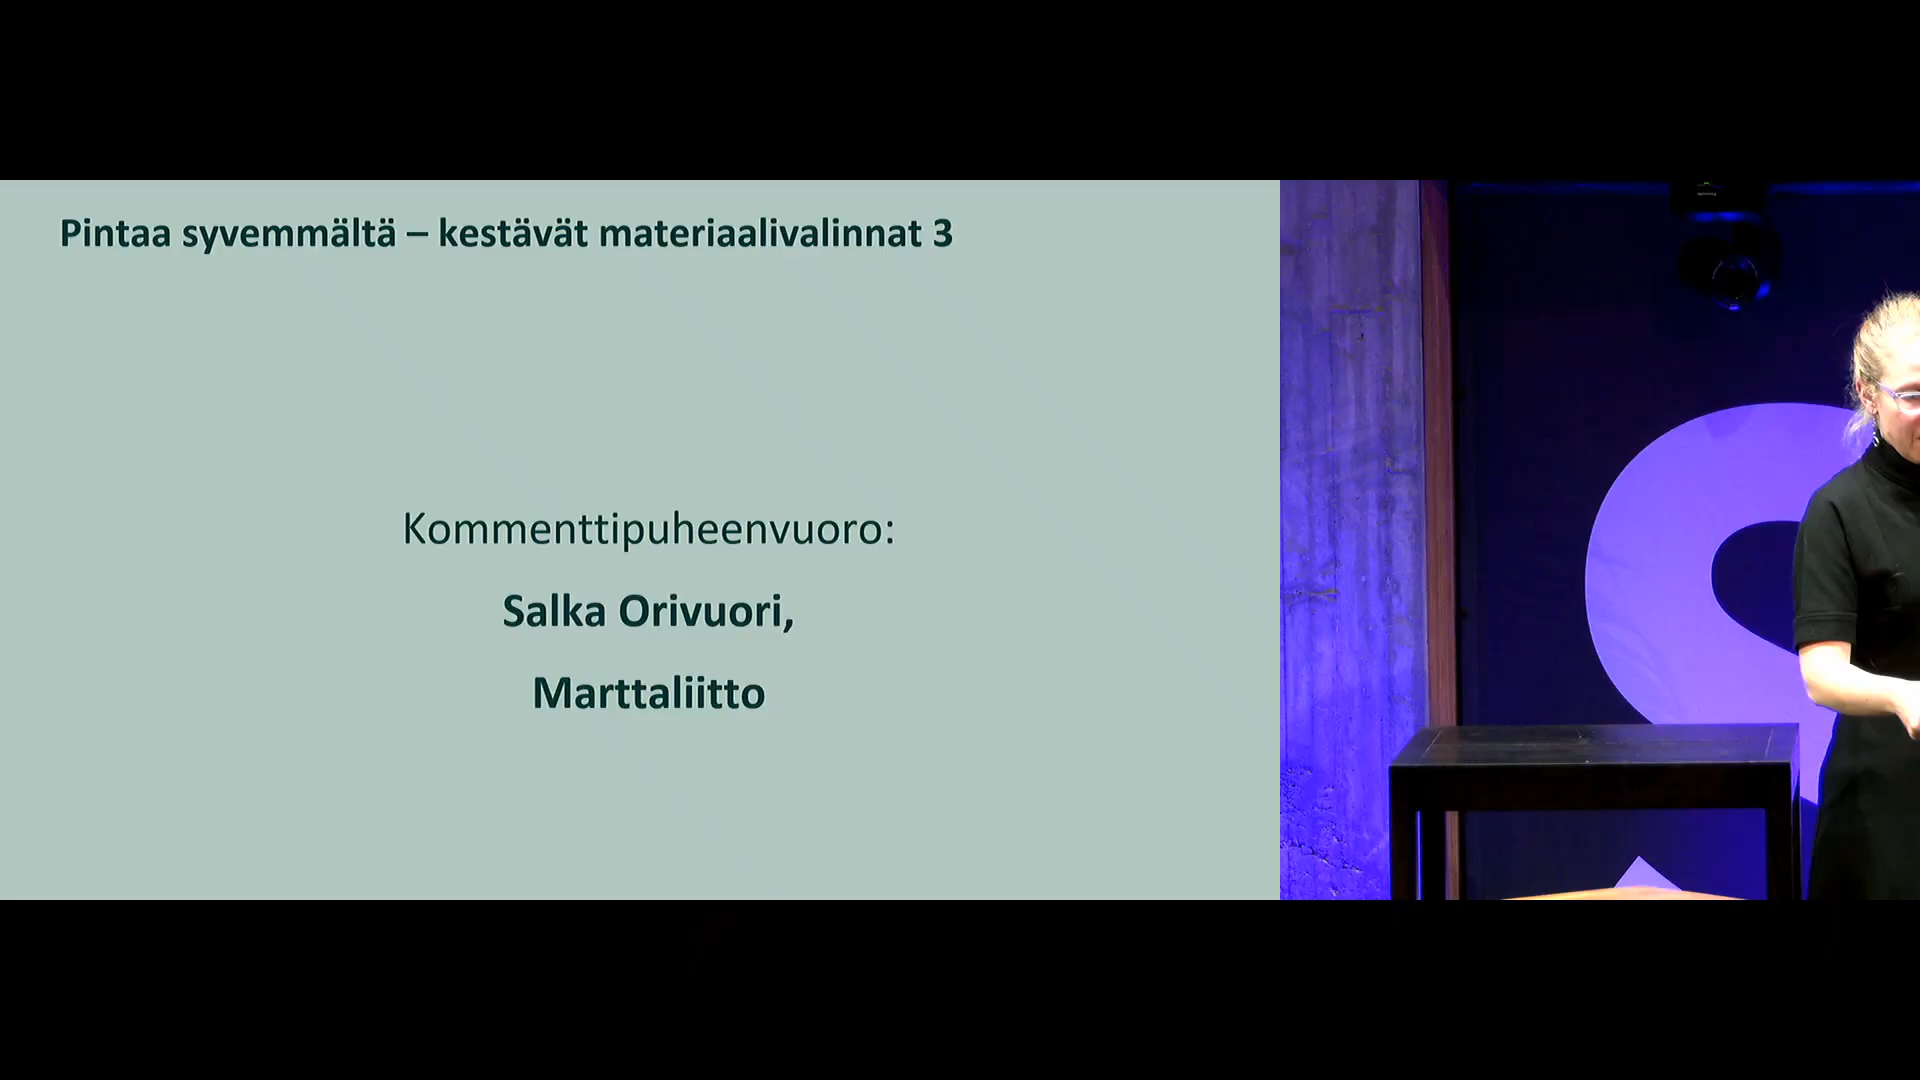 Pintaa syvemmältä – kestävät materiaalivalinnat 3
Kommenttipuheenvuoro:
Salka Orivuori,
Marttaliitto